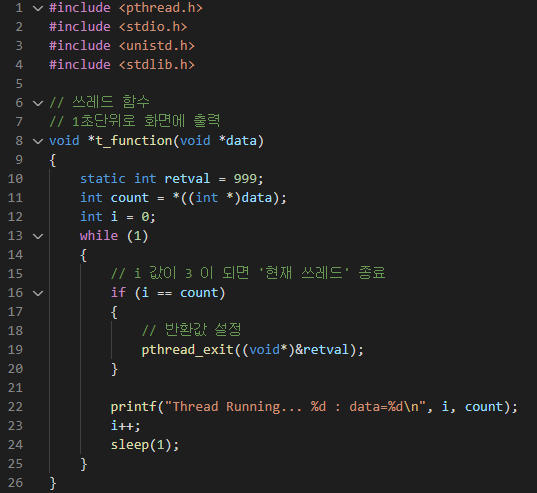 1 #include <pthread.h>
2 #include <stdio.h>
3 #include <unistd.h>
4 #include <stdlib.h>
5
6 // 쓰레드 함수
7 // 1초단위로 화면에 출력
8 void *t_function(void *data)
9 {
10     static int retval = 999;
11     int count = *((int *)data);
12     int i = 0;
13     while (1)
14     {
15         // i 값이 3 이 되면 '현재 쓰레드' 종료
16         if (i == count)
17         {
18             // 반환값 설정
19             pthread_exit((void*)&retval);
20         }
21
22         printf("Thread Running... %d : data=%d\n", i, count);
23         i++;
24         sleep(1);
25     }
26 }